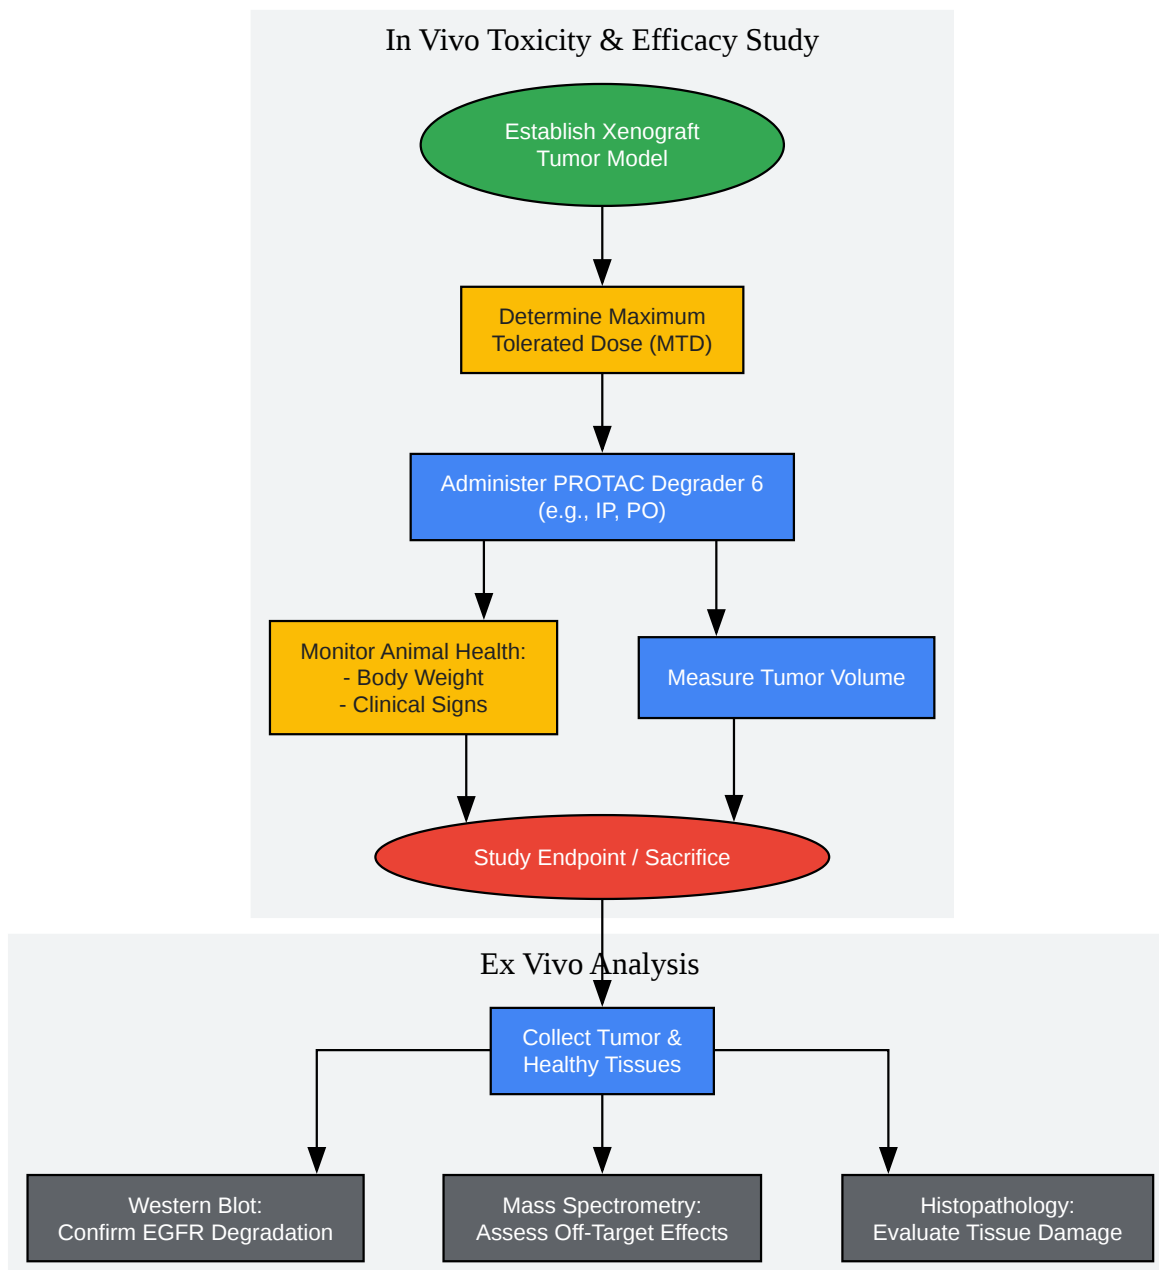 In Vivo Toxicity & Efficacy Study
Establish Xenograft
Tumor Model
Determine Maximum
Tolerated Dose (MTD)
Administer PROTAC Degrader 6
(e.g., IP, PO)
Monitor Animal Health:
- Body Weight
- Clinical Signs
Measure Tumor Volume
Study Endpoint / Sacrifice
Ex Vivo Analysis
Collect Tumor &
Healthy Tissues
Western Blot:
Confirm EGFR Degradation
Mass Spectrometry:
Assess Off-Target Effects
Histopathology:
Evaluate Tissue Damage